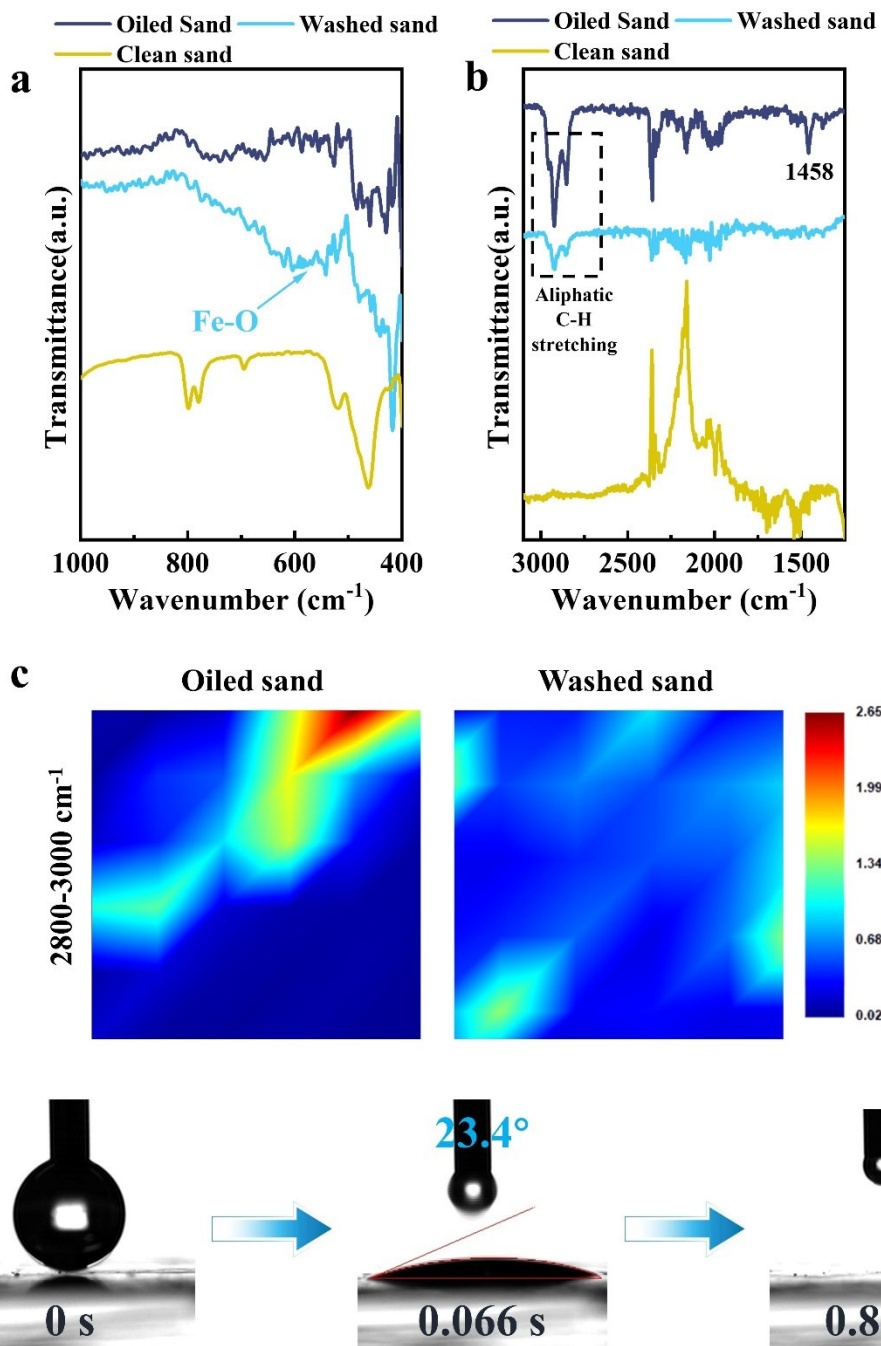 Oiled Sand Washed sand
Clean sand
Oiled Sand Washed sand
Clean sand
a
b
Transmittance(a.u.)
Fe-O
1000 800 600 400
Wavenumber (cm⁻¹)
Transmittance(a.u.)
1458
Aliphatic
C-H
stretching
3000 2500 2000 1500
Wavenumber (cm⁻¹)
c
Oiled sand
Washed sand
2800-3000 cm⁻¹
2.65
1.99
1.34
0.68
0.02
23.4°
0 s
0.066 s
0.8